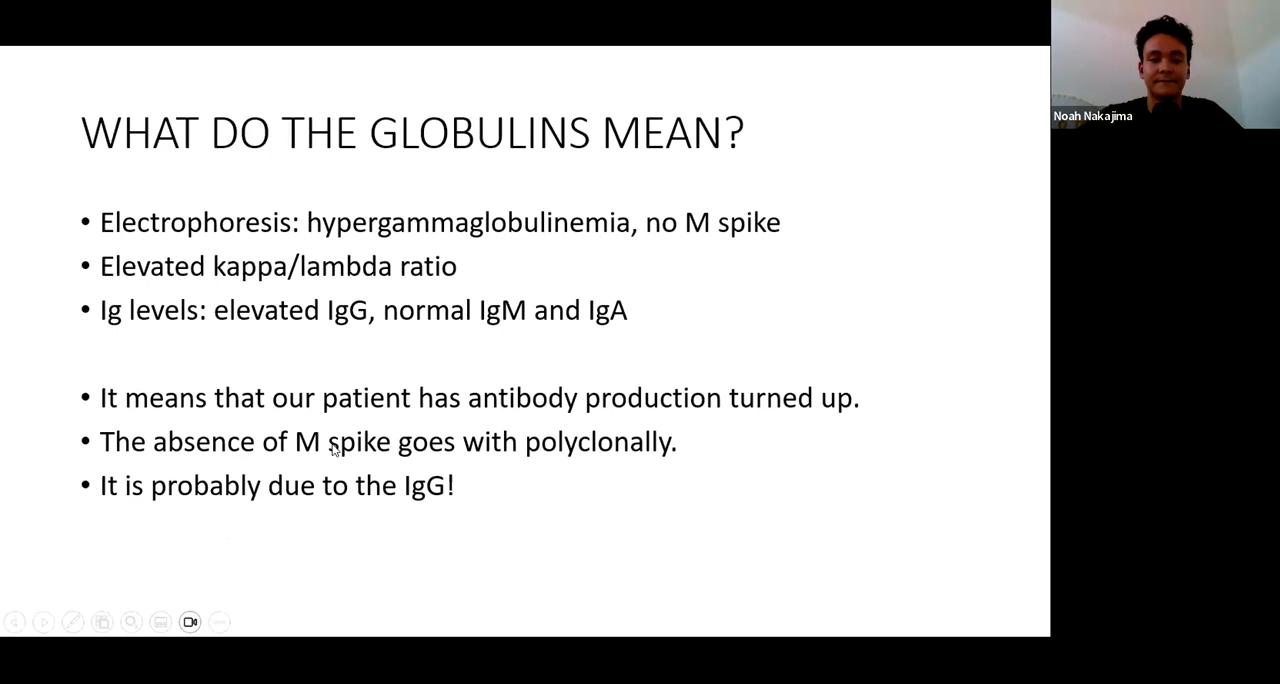 WHAT DO THE GLOBULINS MEAN?
• Electrophoresis: hypergammaglobulinemia, no M spike
• Elevated kappa/lambda ratio
• Ig levels: elevated IgG, normal IgM and IgA
• It means that our patient has antibody production turned up.
• The absence of M spike goes with polyclonally.
• It is probably due to the IgG!
Noah Nakajima